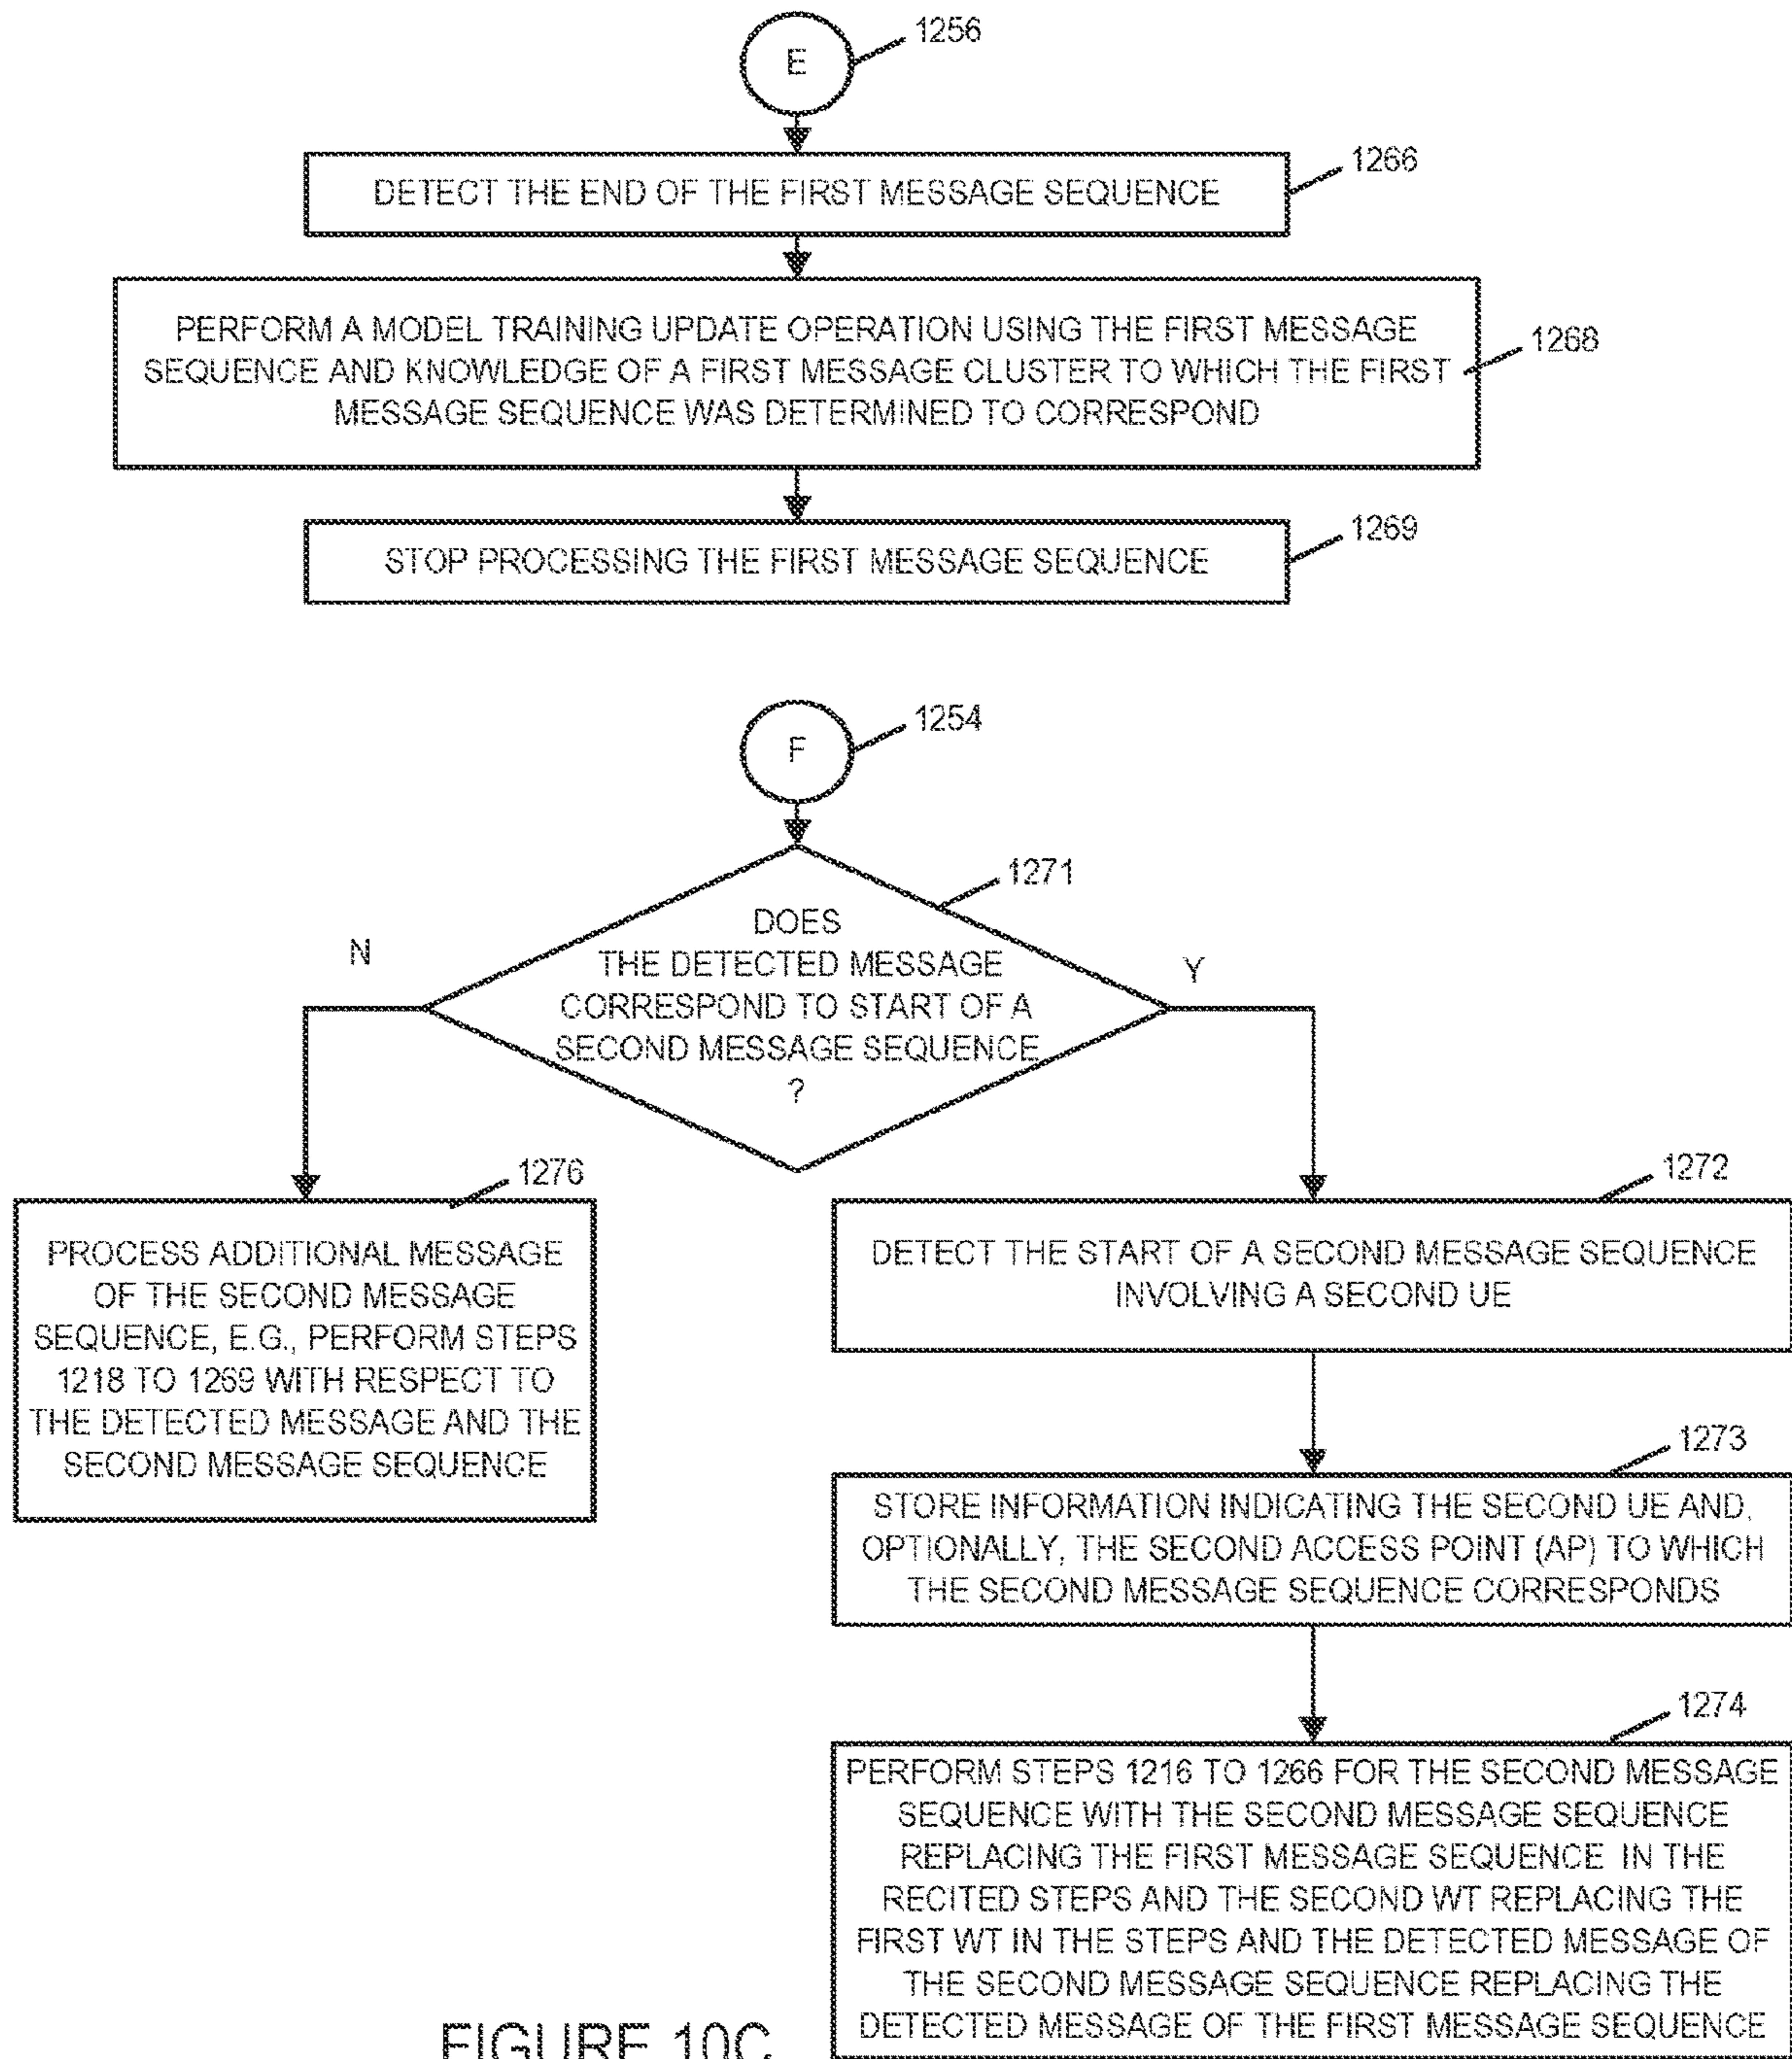 E
1256
1266
DETECT THE END OF THE FIRST MESSAGE SEQUENCE
PERFORM A MODEL TRAINING UPDATE OPERATION USING THE FIRST MESSAGE
SEQUENCE AND KNOWLEDGE OF A FIRST MESSAGE CLUSTER TO WHICH THE FIRST
MESSAGE SEQUENCE WAS DETERMINED TO CORRESPOND
1268
1269
STOP PROCESSING THE FIRST MESSAGE SEQUENCE
F
1254
1271
DOES
THE DETECTED MESSAGE
CORRESPOND TO START OF A
SECOND MESSAGE SEQUENCE
?
N
Y
1276
PROCESS ADDITIONAL MESSAGE
OF THE SECOND MESSAGE
SEQUENCE, E.G., PERFORM STEPS
1218 TO 1269 WITH RESPECT TO
THE DETECTED MESSAGE AND THE
SECOND MESSAGE SEQUENCE
1272
DETECT THE START OF A SECOND MESSAGE SEQUENCE
INVOLVING A SECOND UE
1273
STORE INFORMATION INDICATING THE SECOND UE AND,
OPTIONALLY, THE SECOND ACCESS POINT (AP) TO WHICH
THE SECOND MESSAGE SEQUENCE CORRESPONDS
1274
PERFORM STEPS 1216 TO 1266 FOR THE SECOND MESSAGE
SEQUENCE WITH THE SECOND MESSAGE SEQUENCE
REPLACING THE FIRST MESSAGE SEQUENCE IN THE
RECITED STEPS AND THE SECOND WT REPLACING THE
FIRST WT IN THE STEPS AND THE DETECTED MESSAGE OF
THE SECOND MESSAGE SEQUENCE REPLACING THE
DETECTED MESSAGE OF THE FIRST MESSAGE SEQUENCE
FIGURE 10C